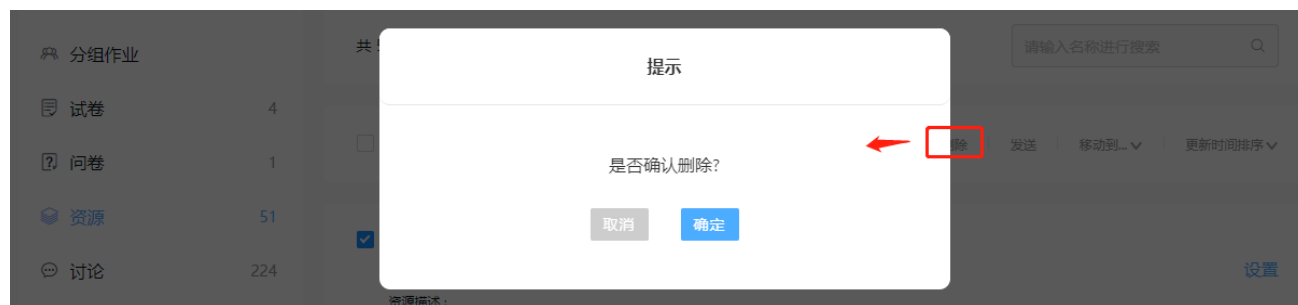 分组作业
共
提示
请输入名称进行搜索
试卷 4
删除 发送 移动到... 更新时间排序
问卷 1
是否确认删除?
资源 51
取消 确定
讨论 224
设置
资源描述：